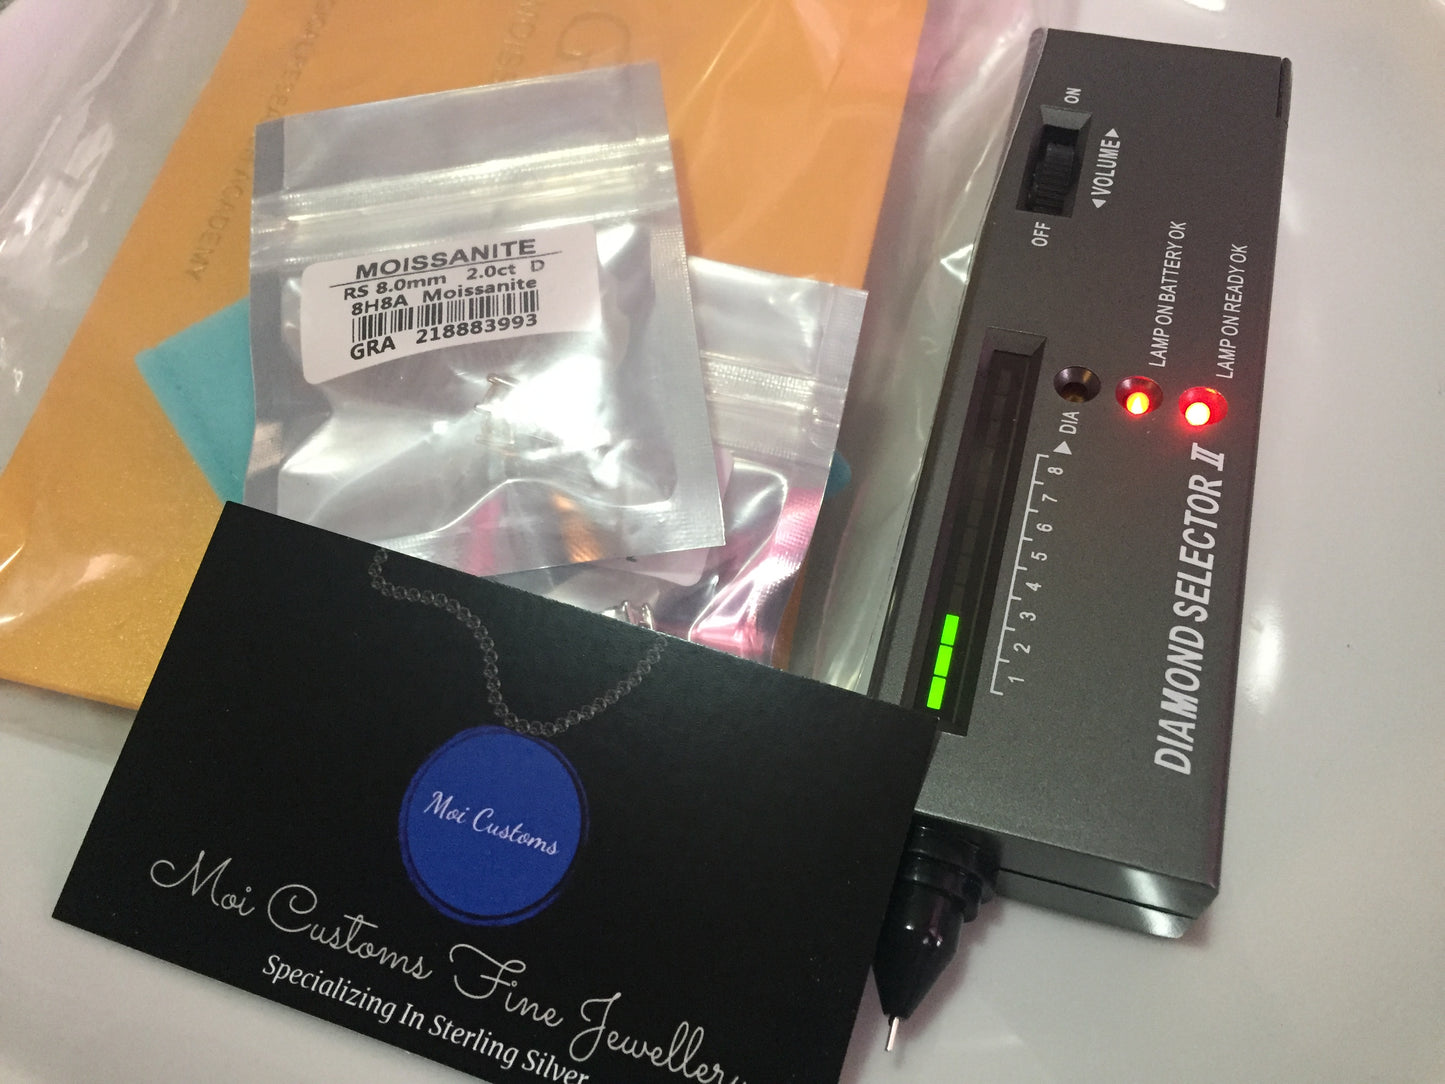 MOISSANITE
RS 8.0mm 2.0ct D
8H8A Moissanite
GRA 218883993
Moi Customs
Moi Customs Fine Jewellery
Specializing In Sterling Silver
ON
◀VOLUME▶
OFF
LAMP ON BATTERY OK
LAMP ON READY OK
▶ DIA
1 2 3 4 5 6 7 8
DIAMOND SELECTOR II